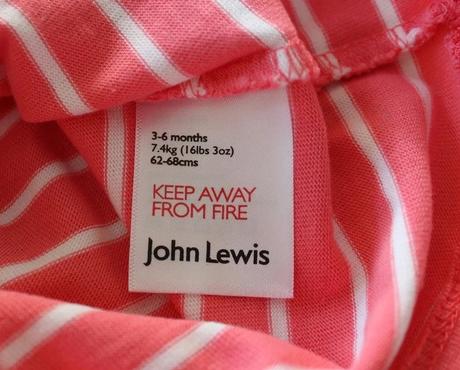 3-6 months
7.4kg (16lbs 3oz)
62-68cms
KEEP AWAY
FROM FIRE
John Lewis